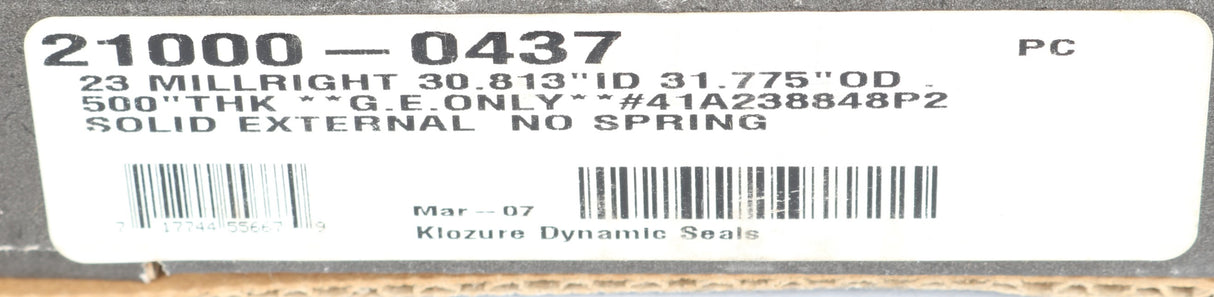 21000-0437 PC
23 MILLRIGHT 30.813"ID 31.775"OD .
500"THK **G.E.ONLY**#41A238848P2
SOLID EXTERNAL NO SPRING
Mar-07
7 17744 55667 9
Klozure Dynamic Seals